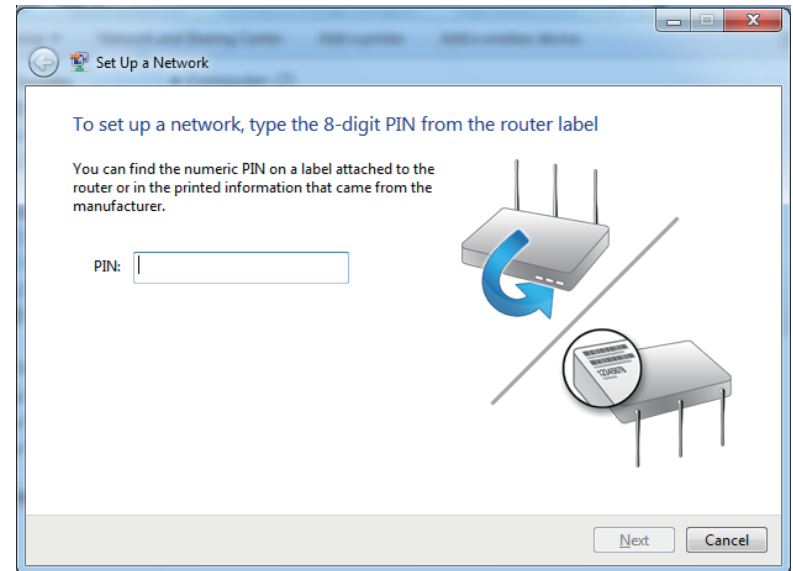 Set Up a Network
To set up a network, type the 8-digit PIN from the router label
You can find the numeric PIN on a label attached to the
router or in the printed information that came from the
manufacturer.
PIN:
12345678
Next
Cancel